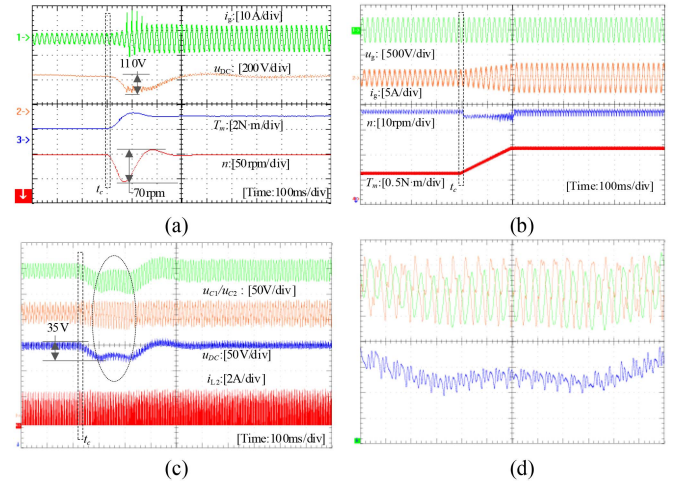 i_g:[10A/div]
1→
110V
u_DC: [200V/div]
2→
T_m:[2N·m/div]
3→
n:[50rpm/div]
t_c
70rpm
[Time:100ms/div]
(a)
u_g: [500V/div]
i_g:[5A/div]
n:[10rpm/div]
t_c
T_m:[0.5N·m/div]
[Time:100ms/div]
(b)
u_C1/u_C2: [50V/div]
35V
u_DC:[50V/div]
i_L2:[2A/div]
t_c
[Time:100ms/div]
(c)
(d)